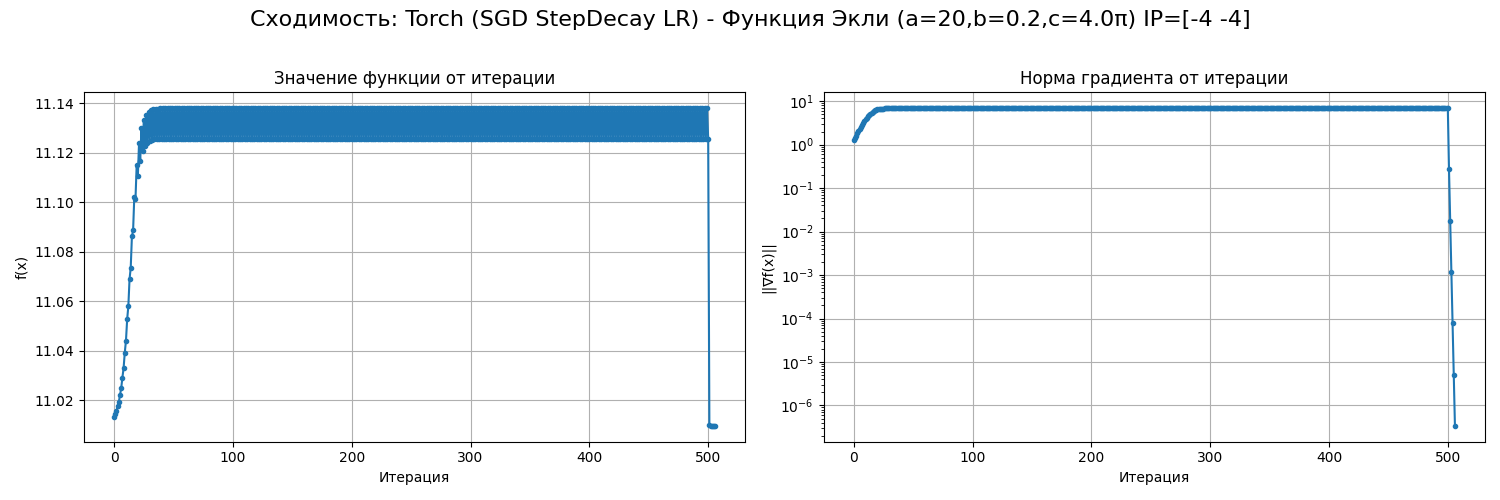 Сходимость: Torch (SGD StepDecay LR) - Функция Экли (a=20,b=0.2,c=4.0π) IP=[-4 -4]
Значение функции от итерации
11.14
11.12
11.10
11.08
11.06
11.04
11.02
f(x)
0 100 200 300 400 500
Итерация
Норма градиента от итерации
10¹
10⁰
10⁻¹
10⁻²
10⁻³
10⁻⁴
10⁻⁵
10⁻⁶
||∇f(x)||
0 100 200 300 400 500
Итерация